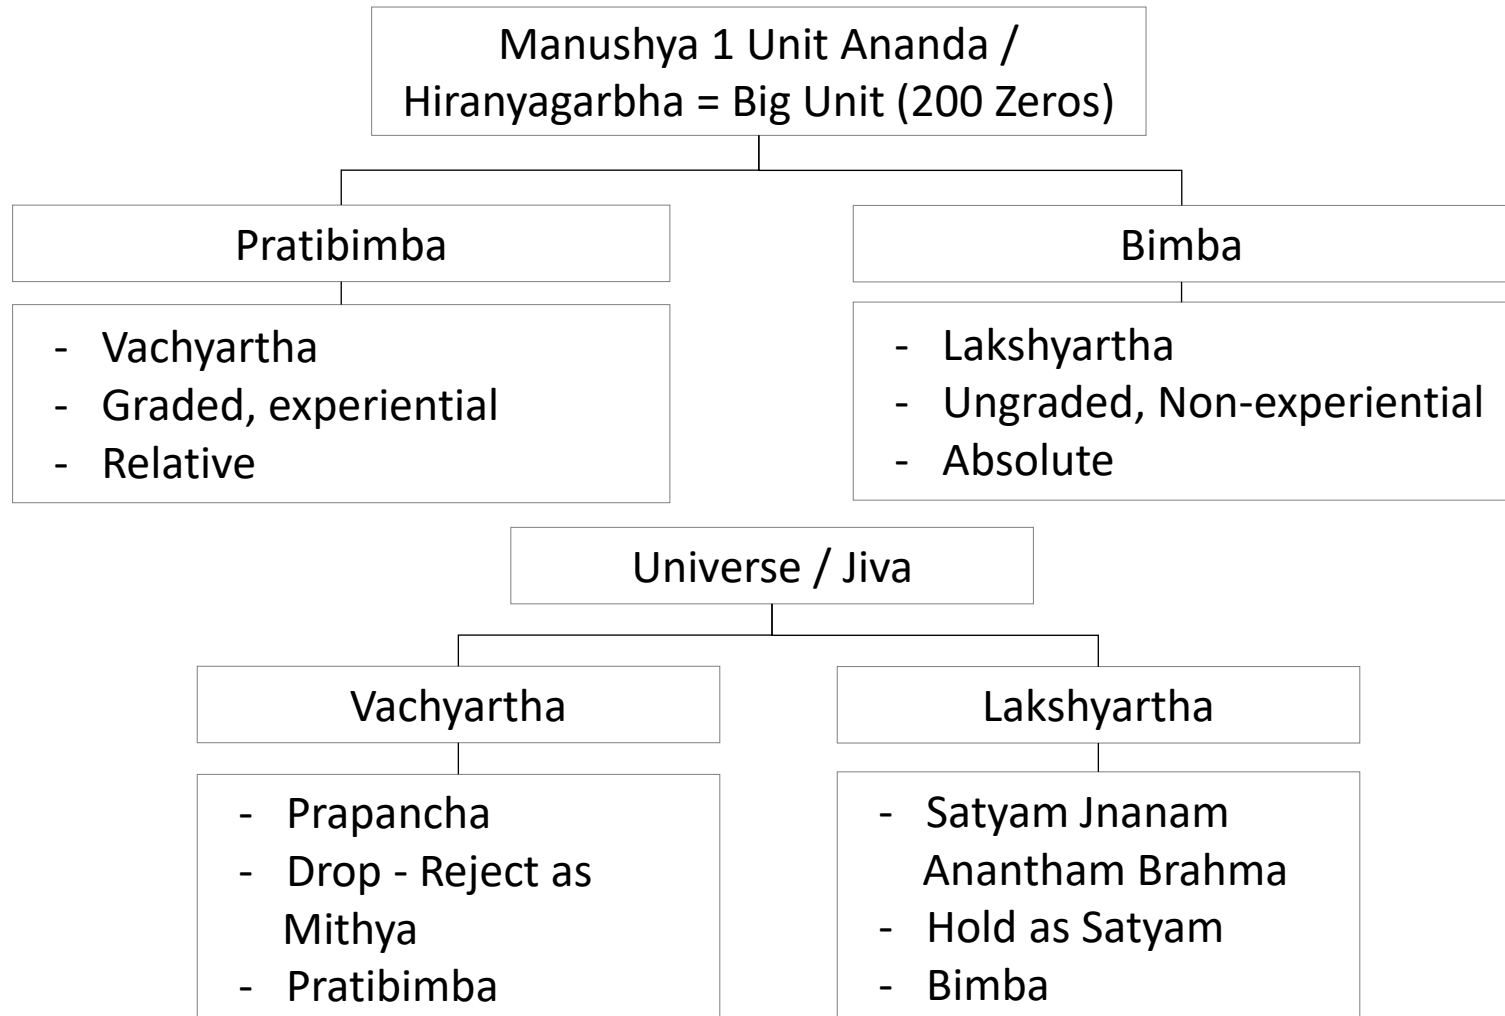 Manushya 1 Unit Ananda /
Hiranyagarbha = Big Unit (200 Zeros)
Pratibimba
Bimba
- Vachyartha
- Graded, experiential
- Relative
- Lakshyartha
- Ungraded, Non-experiential
- Absolute
Universe / Jiva
Vachyartha
Lakshyartha
- Prapancha
- Drop - Reject as
Mithya
- Pratibimba
- Satyam Jnanam
Anantham Brahma
- Hold as Satyam
- Bimba